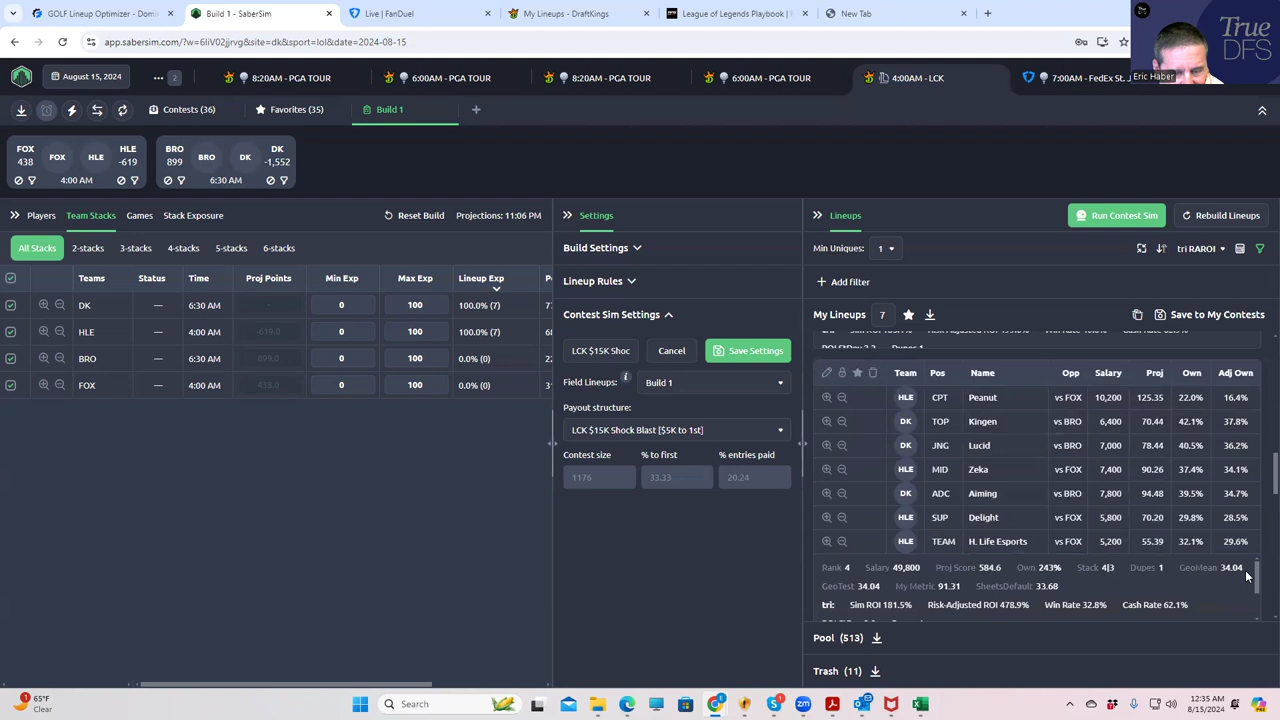 GOLF Lineup Optimizer - Domin
Build 1 - SaberSim
Live | FanDuel
My Lineups - DraftKings
League of Legends Playbook | R
New Tab
app.sabersim.com/?w=6IiV02jjrvg&site=dk&sport=lol&date=2024-08-15
True
DFS
Eric Haber
August 15, 2024
2
8:20AM - PGA TOUR
6:00AM - PGA TOUR
8:20AM - PGA TOUR
6:00AM - PGA TOUR
4:00AM - LCK
7:00AM - FedEx St. J
Contests (36)
Favorites (35)
Build 1
FOX HLE BRO DK
438 FOX HLE -619 899 BRO DK -1,552
4:00 AM 6:30 AM
Players Team Stacks Games Stack Exposure Reset Build Projections: 11:06 PM
All Stacks 2-stacks 3-stacks 4-stacks 5-stacks 6-stacks
Teams Status Time Proj Points Min Exp Max Exp Lineup Exp
DK — 6:30 AM - 0 100 100.0% (7)
HLE — 4:00 AM -619.0 0 100 100.0% (7)
BRO — 6:30 AM 899.0 0 100 0.0% (0)
FOX — 4:00 AM 438.0 0 100 0.0% (0)
Settings
Build Settings
Lineup Rules
Contest Sim Settings
LCK $15K Shoc Cancel Save Settings
Field Lineups: Build 1
Payout structure:
LCK $15K Shock Blast [$5K to 1st]
Contest size % to first % entries paid
1176 33.33 20.24
Lineups Run Contest Sim Rebuild Lineups
Min Uniques: 1 tri RAROI
Add filter
My Lineups 7 Save to My Contests
Team Pos Name Opp Salary Proj Own Adj Own
HLE CPT Peanut vs FOX 10,200 125.35 22.0% 16.4%
DK TOP Kingen vs BRO 6,400 70.44 42.1% 37.8%
DK JNG Lucid vs BRO 7,000 78.44 40.5% 36.2%
HLE MID Zeka vs FOX 7,400 90.26 37.4% 34.1%
DK ADC Aiming vs BRO 7,800 94.48 39.5% 34.7%
HLE SUP Delight vs FOX 5,800 70.20 29.8% 28.5%
HLE TEAM H. Life Esports vs FOX 5,200 55.39 32.1% 29.6%
Rank 4 Salary 49,800 Proj Score 584.6 Own 243% Stack 4|3 Dupes 1 GeoMean 34.04
GeoTest 34.04 My Metric 91.31 SheetsDefault 33.68
tri: Sim ROI 181.5% Risk-Adjusted ROI 478.9% Win Rate 32.8% Cash Rate 62.1%
Pool (513)
Trash (11)
65°F
Clear
Search
12:35 AM
8/15/2024